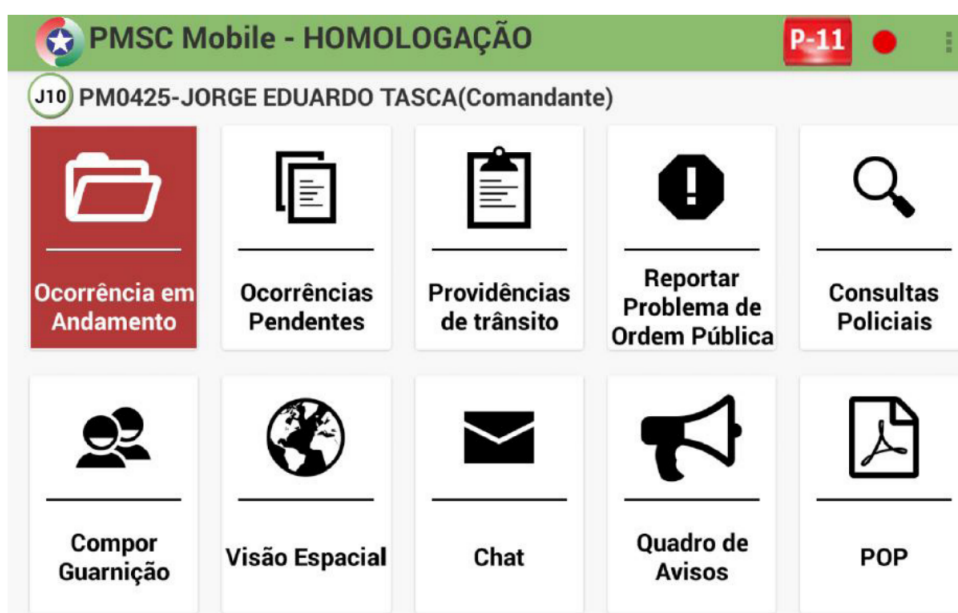 PMSC Mobile - HOMOLOGAÇÃO
P-11
J10 PM0425-JORGE EDUARDO TASCA(Comandante)
Ocorrência em
Andamento
Ocorrências
Pendentes
Providências
de trânsito
Reportar
Problema de
Ordem Pública
Consultas
Policiais
Compor
Guarnição
Visão Espacial
Chat
Quadro de
Avisos
POP